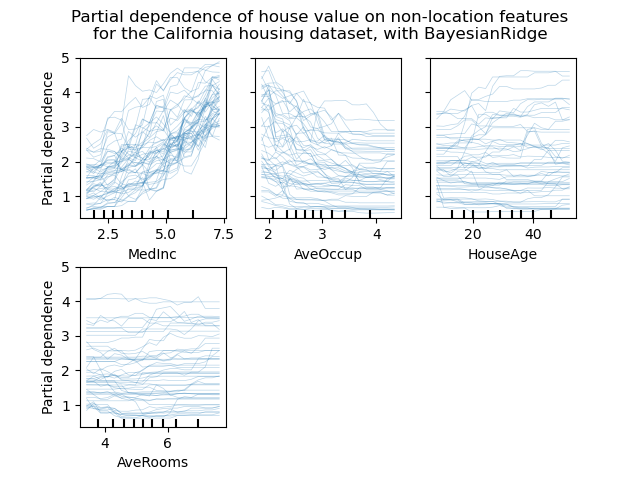 Partial dependence of house value on non-location features
for the California housing dataset, with BayesianRidge
5
4
3
2
1
Partial dependence
2.5 5.0 7.5
MedInc
2 3 4
AveOccup
20 40
HouseAge
5
4
3
2
1
Partial dependence
4 6
AveRooms